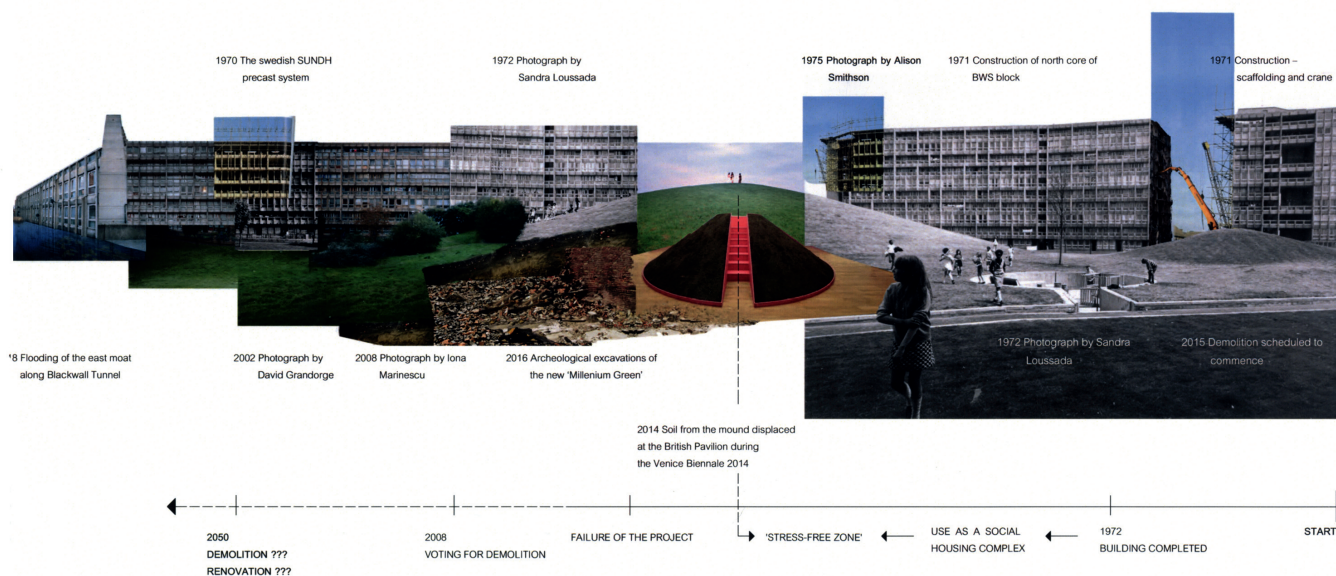 1970 The swedish SUNDH
precast system
1972 Photograph by
Sandra Loussada
1975 Photograph by Alison
Smithson
1971 Construction of north core of
BWS block
1971 Construction –
scaffolding and crane
'8 Flooding of the east moat
along Blackwall Tunnel
2002 Photograph by
David Grandorge
2008 Photograph by Iona
Marinescu
2016 Archeological excavations of
the new 'Millenium Green'
1972 Photograph by Sandra
Loussada
2015 Demolition scheduled to
commence
2014 Soil from the mound displaced
at the British Pavilion during
the Venice Biennale 2014
2050
DEMOLITION ???
RENOVATION ???
2008
VOTING FOR DEMOLITION
FAILURE OF THE PROJECT
'STRESS-FREE ZONE'
USE AS A SOCIAL
HOUSING COMPLEX
1972
BUILDING COMPLETED
START